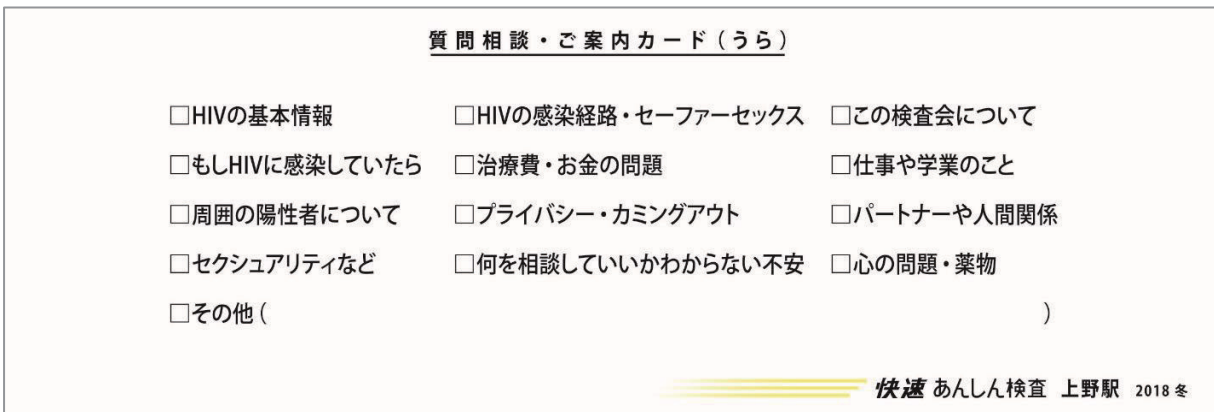 質問相談・ご案内カード(うら)
□HIVの基本情報 □HIVの感染経路・セーファーセックス □この検査会について
□もしHIVに感染していたら □治療費・お金の問題 □仕事や学業のこと
□周囲の陽性者について □プライバシー・カミングアウト □パートナーや人間関係
□セクシュアリティなど □何を相談していいかわからない不安 □心の問題・薬物
□その他( )
快速 あんしん検査 上野駅 2018 冬